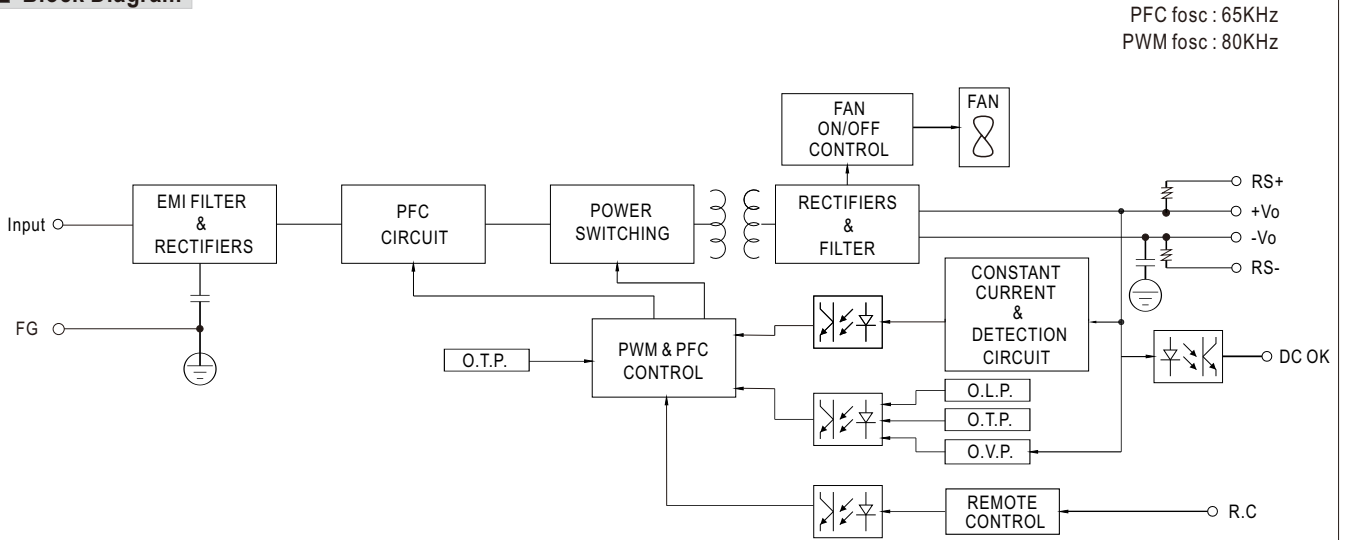 Block Diagram
PFC fosc : 65KHz
PWM fosc : 80KHz
FAN
ON/OFF
CONTROL
FAN
Input
EMI FILTER
&
RECTIFIERS
PFC
CIRCUIT
POWER
SWITCHING
RECTIFIERS
&
FILTER
RS+
+Vo
-Vo
RS-
FG
O.T.P.
PWM & PFC
CONTROL
CONSTANT
CURRENT
&
DETECTION
CIRCUIT
DC OK
O.L.P.
O.T.P.
O.V.P.
REMOTE
CONTROL
R.C